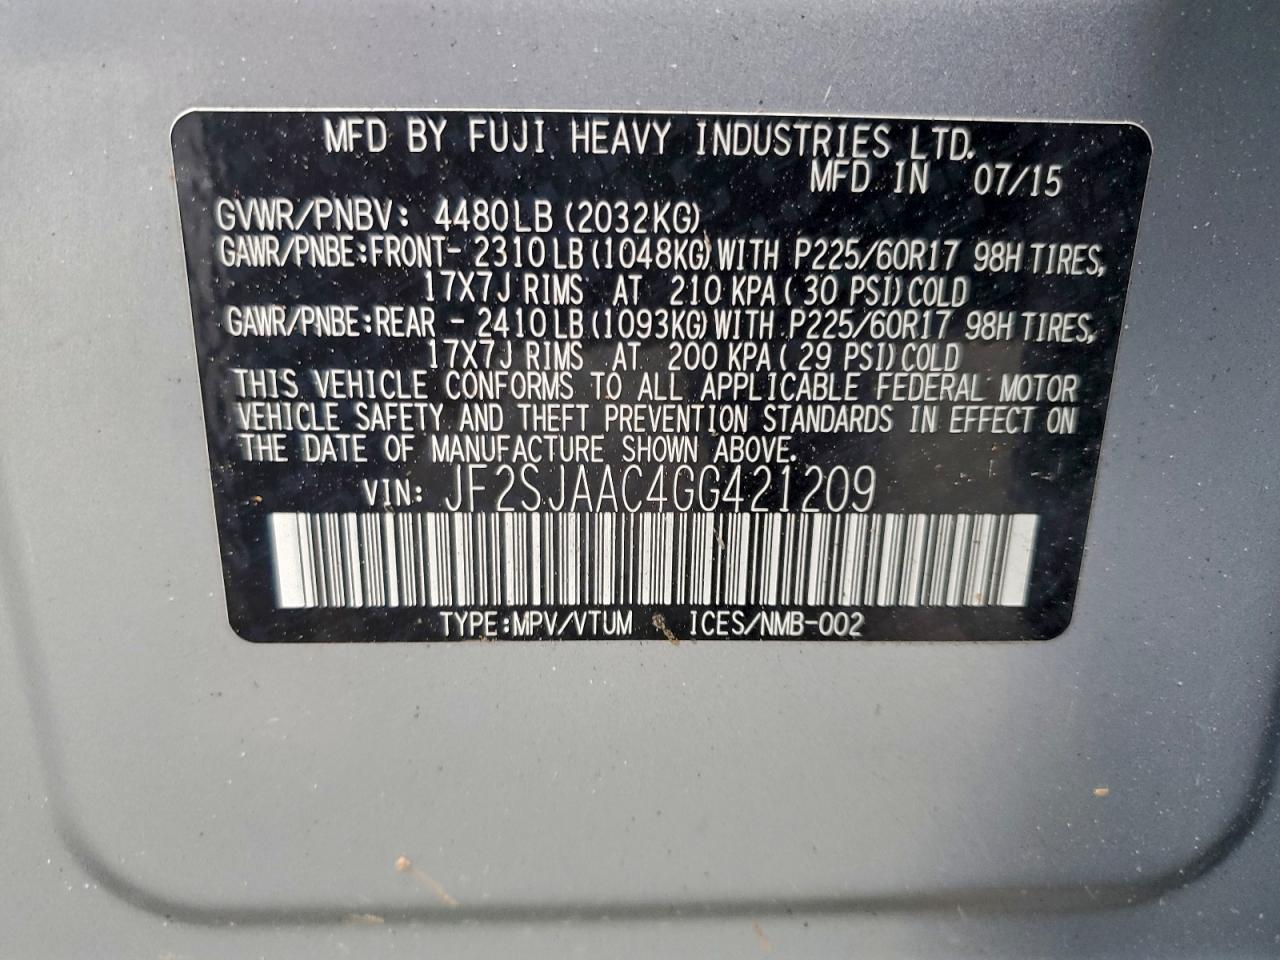 MFD BY FUJI HEAVY INDUSTRIES LTD.
MFD IN 07/15
GVWR/PNBV: 4480LB (2032KG)
GAWR/PNBE:FRONT- 2310LB (1048KG) WITH P225/60R17 98H TIRES,
17X7J RIMS AT 210 KPA ( 30 PSI) COLD
GAWR/PNBE:REAR - 2410LB (1093KG) WITH P225/60R17 98H TIRES,
17X7J RIMS AT 200 KPA ( 29 PSI) COLD
THIS VEHICLE CONFORMS TO ALL APPLICABLE FEDERAL MOTOR
VEHICLE SAFETY AND THEFT PREVENTION STANDARDS IN EFFECT ON
THE DATE OF MANUFACTURE SHOWN ABOVE.
VIN: JF2SJAAC4GG421209
TYPE:MPV/VTUM ICES/NMB-002